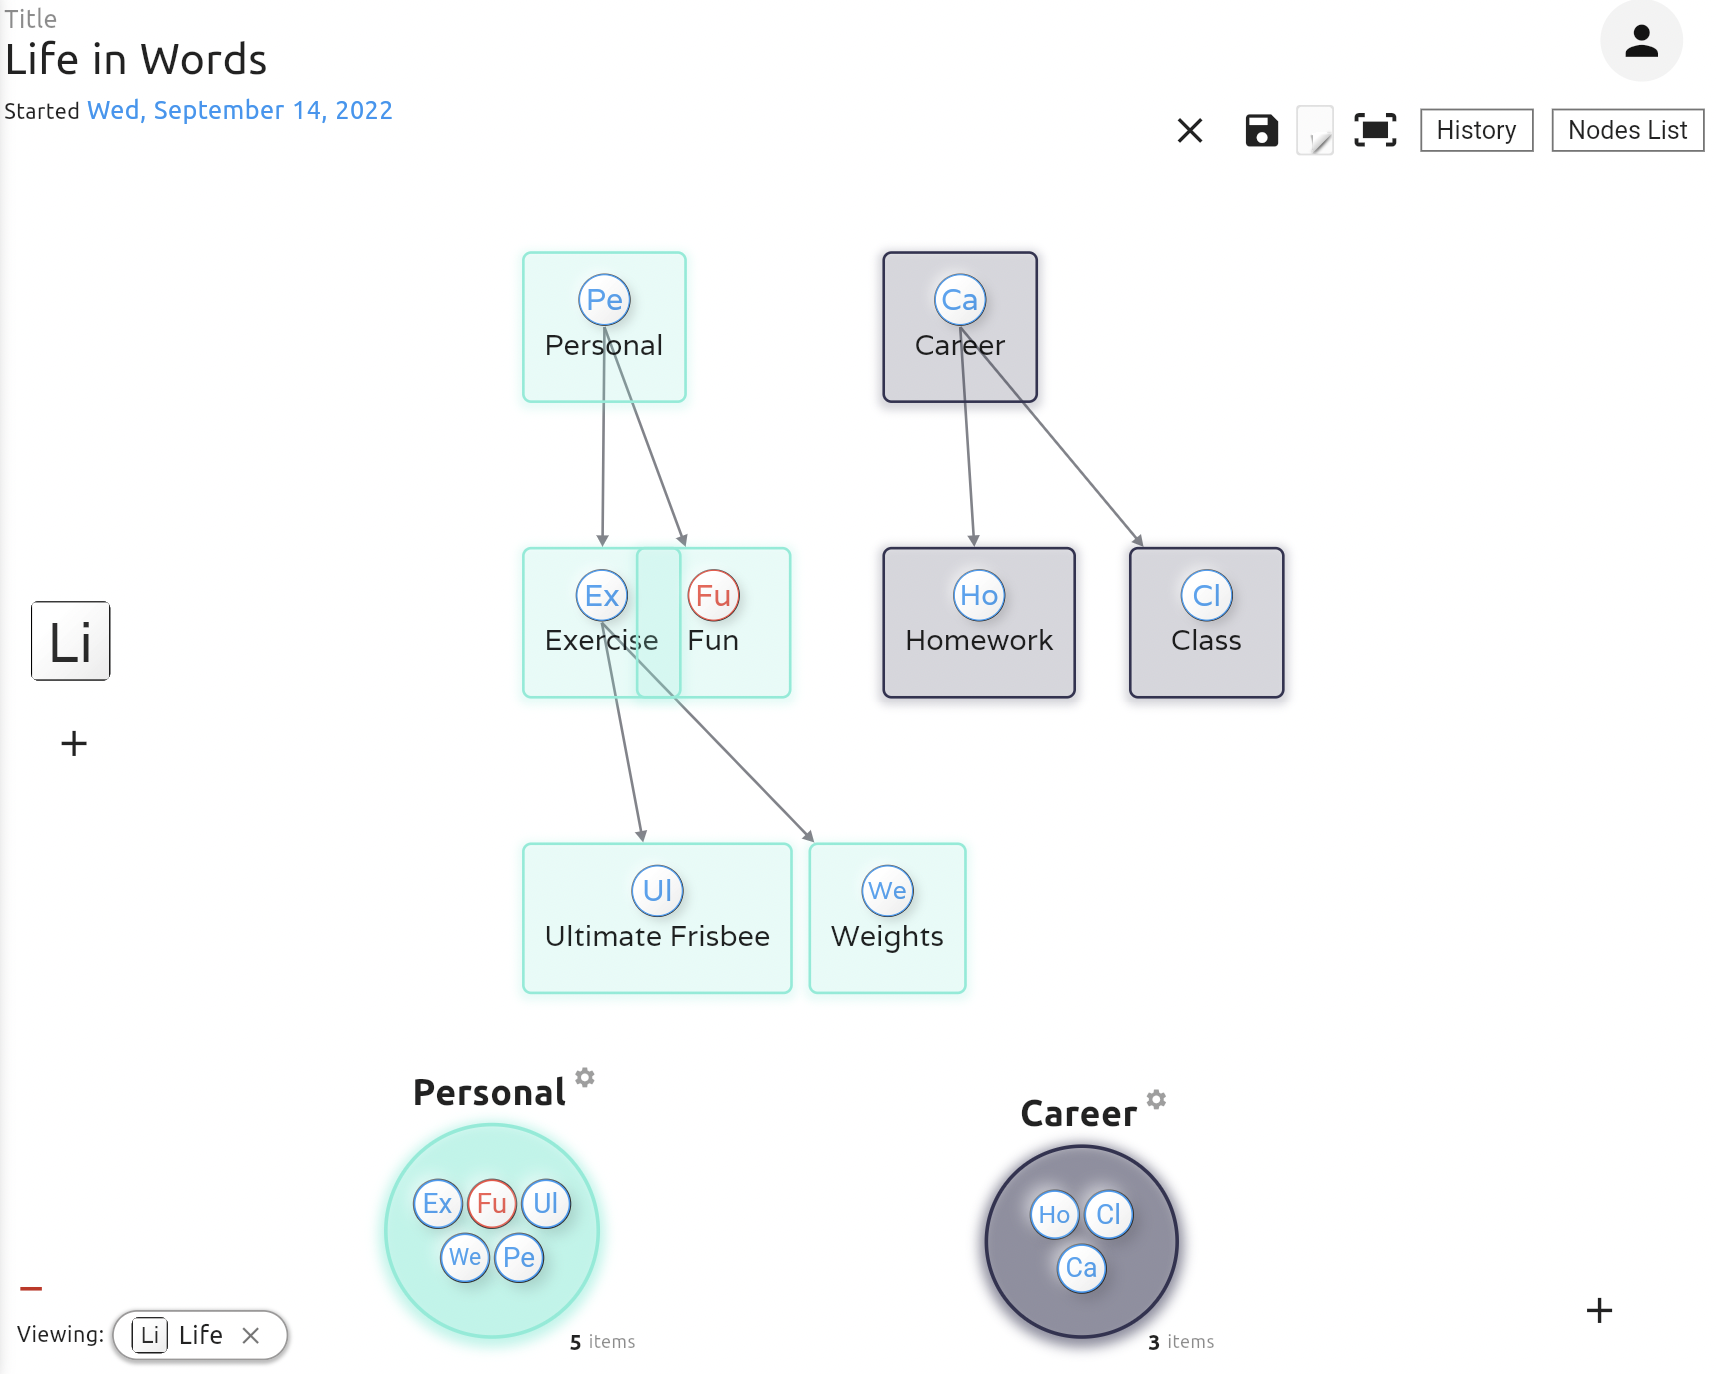 Title
Life in Words
Started Wed, September 14, 2022
History
Nodes List
Pe
Personal
Ca
Career
Ex
Exercise
Fu
Fun
Ho
Homework
Cl
Class
Li
Ul
Ultimate Frisbee
We
Weights
Personal
Ex Fu Ul
We Pe
5 items
Career
Ho Cl
Ca
3 items
Viewing: Li Life